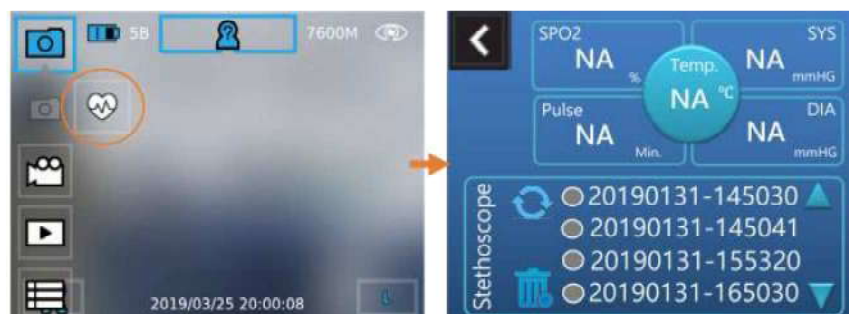 5B
7600M
2019/03/25 20:00:08
SPO2
NA %
SYS
NA mmHG
Temp.
NA °C
Pulse
NA Min.
DIA
NA mmHG
Stethoscope
20190131-145030
20190131-145041
20190131-155320
20190131-165030